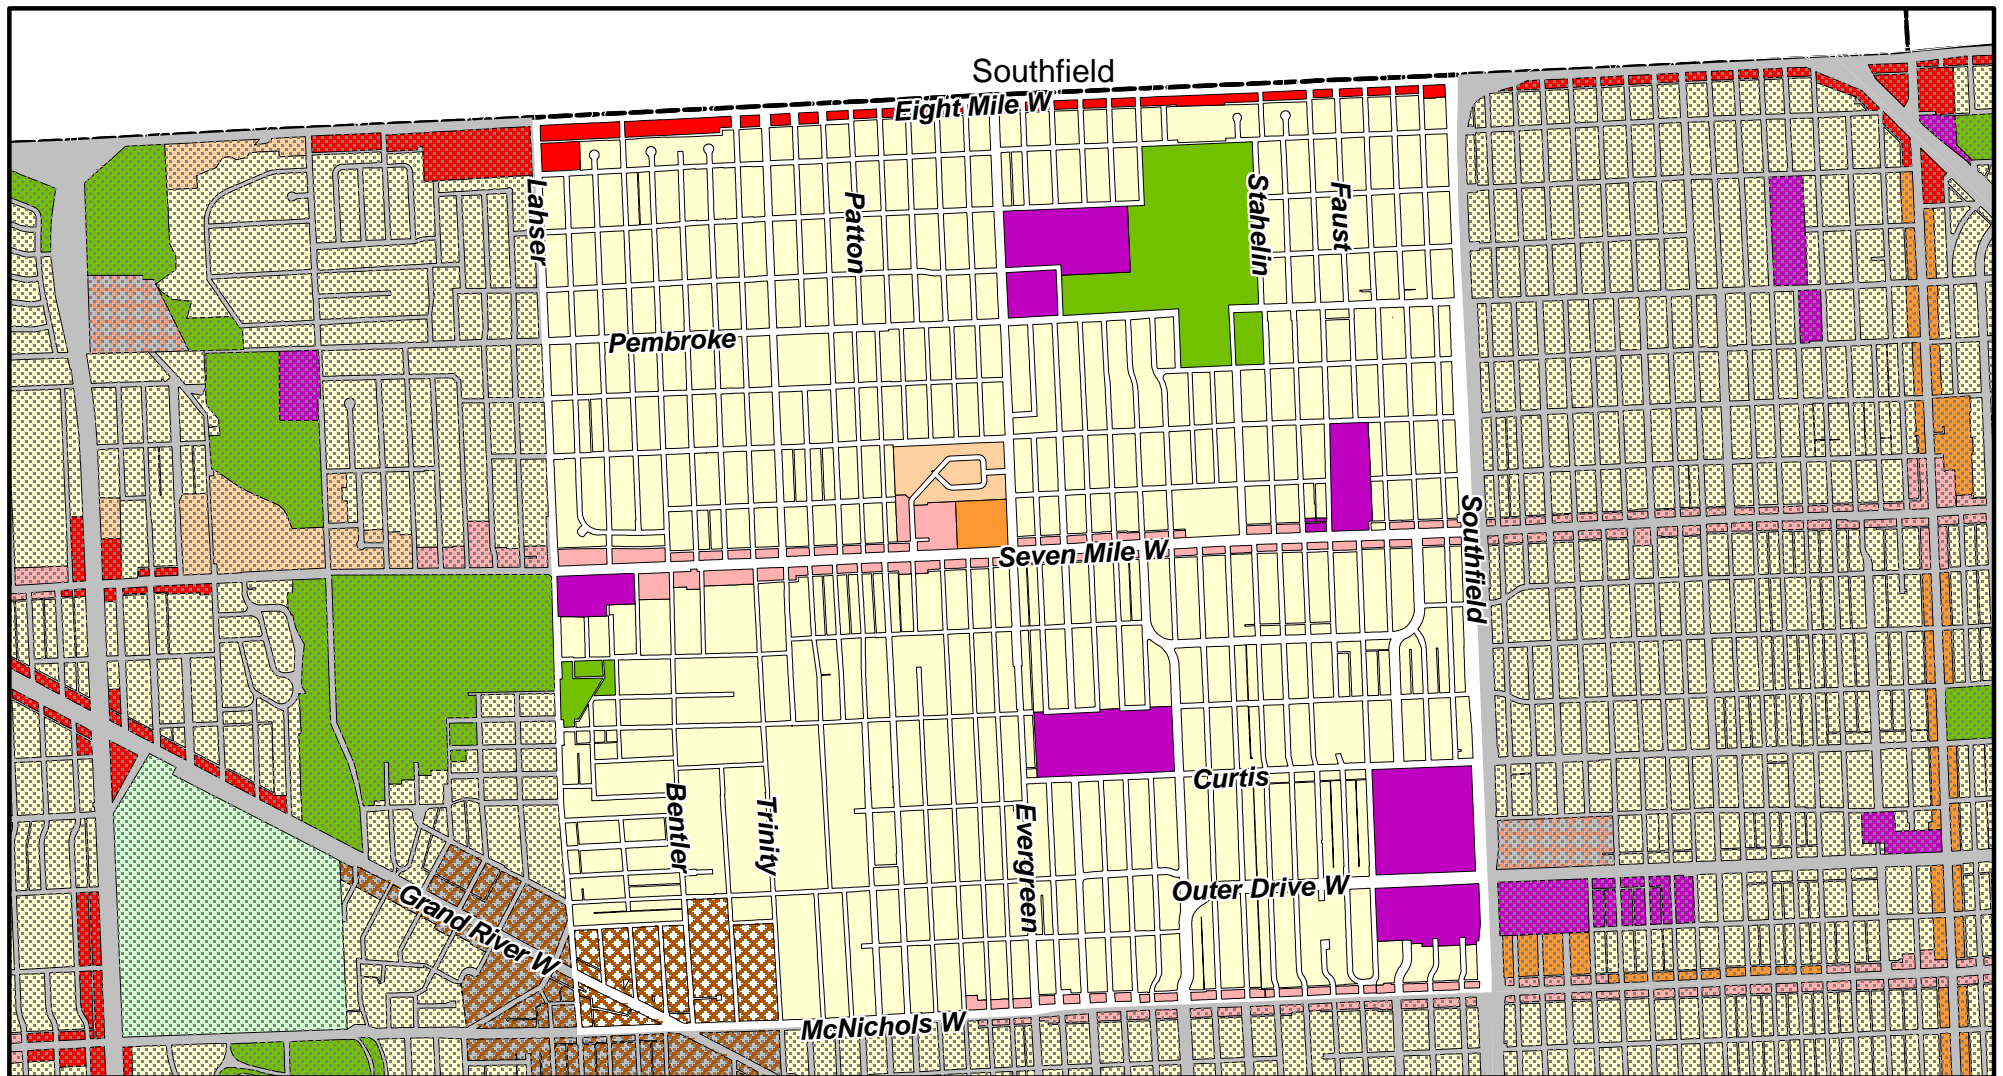 Southfield
Eight Mile W
Lahser
Patton
Stahelin
Faust
Pembroke
Southfield
Seven Mile W
Bentler
Trinity
Evergreen
Curtis
Outer Drive W
Grand River W
McNichols W